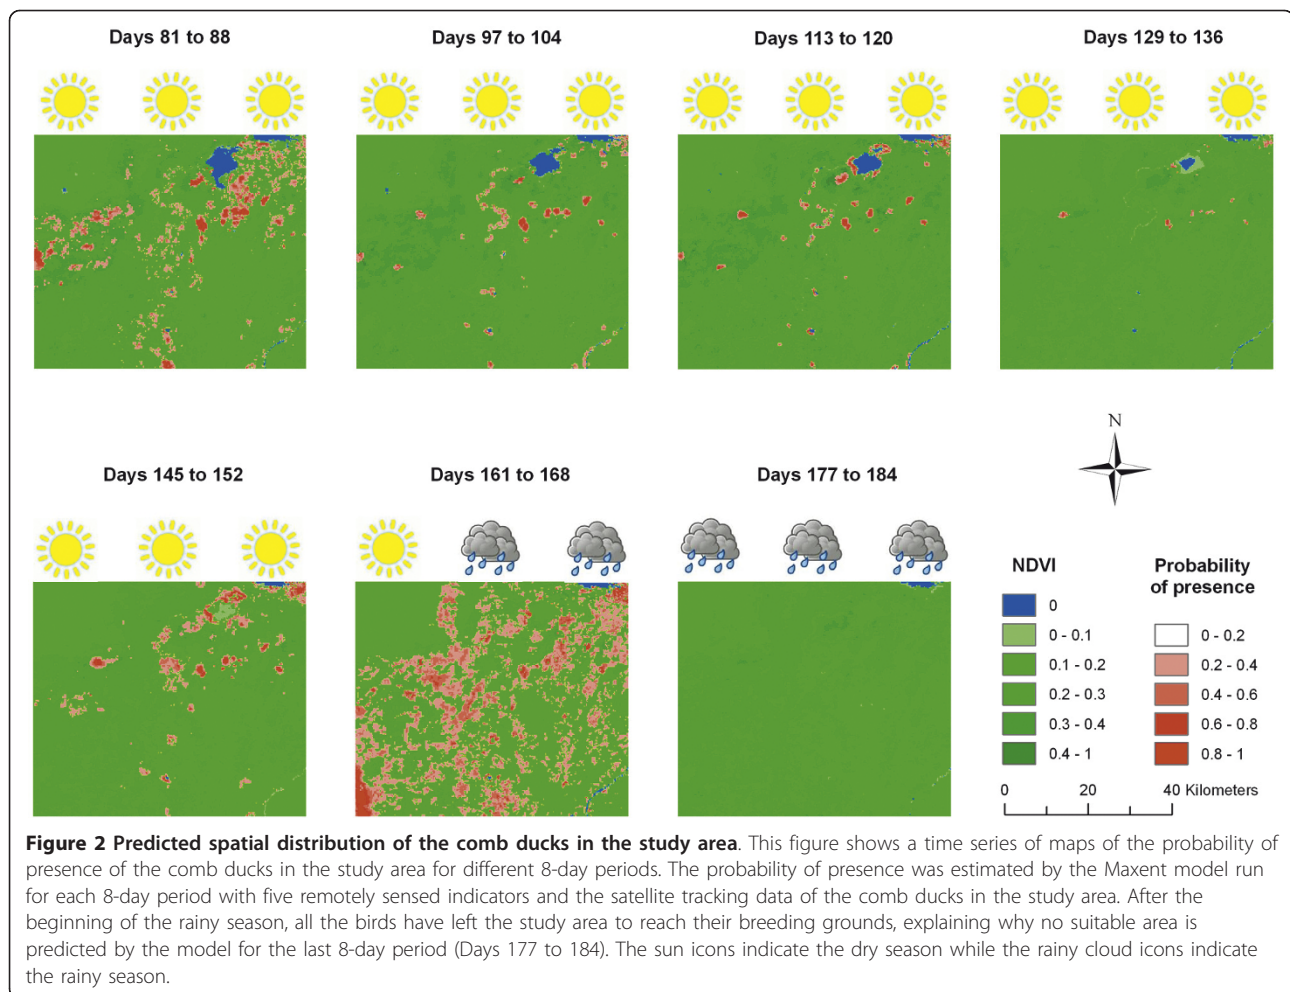 Days 81 to 88
Days 97 to 104
Days 113 to 120
Days 129 to 136
N
Days 145 to 152
Days 161 to 168
Days 177 to 184
NDVI
0
0 - 0.1
0.1 - 0.2
0.2 - 0.3
0.3 - 0.4
0.4 - 1
Probability
of presence
0 - 0.2
0.2 - 0.4
0.4 - 0.6
0.6 - 0.8
0.8 - 1
0 20 40 Kilometers
Figure 2 Predicted spatial distribution of the comb ducks in the study area. This figure shows a time series of maps of the probability of
presence of the comb ducks in the study area for different 8-day periods. The probability of presence was estimated by the Maxent model run
for each 8-day period with five remotely sensed indicators and the satellite tracking data of the comb ducks in the study area. After the
beginning of the rainy season, all the birds have left the study area to reach their breeding grounds, explaining why no suitable area is
predicted by the model for the last 8-day period (Days 177 to 184). The sun icons indicate the dry season while the rainy cloud icons indicate
the rainy season.